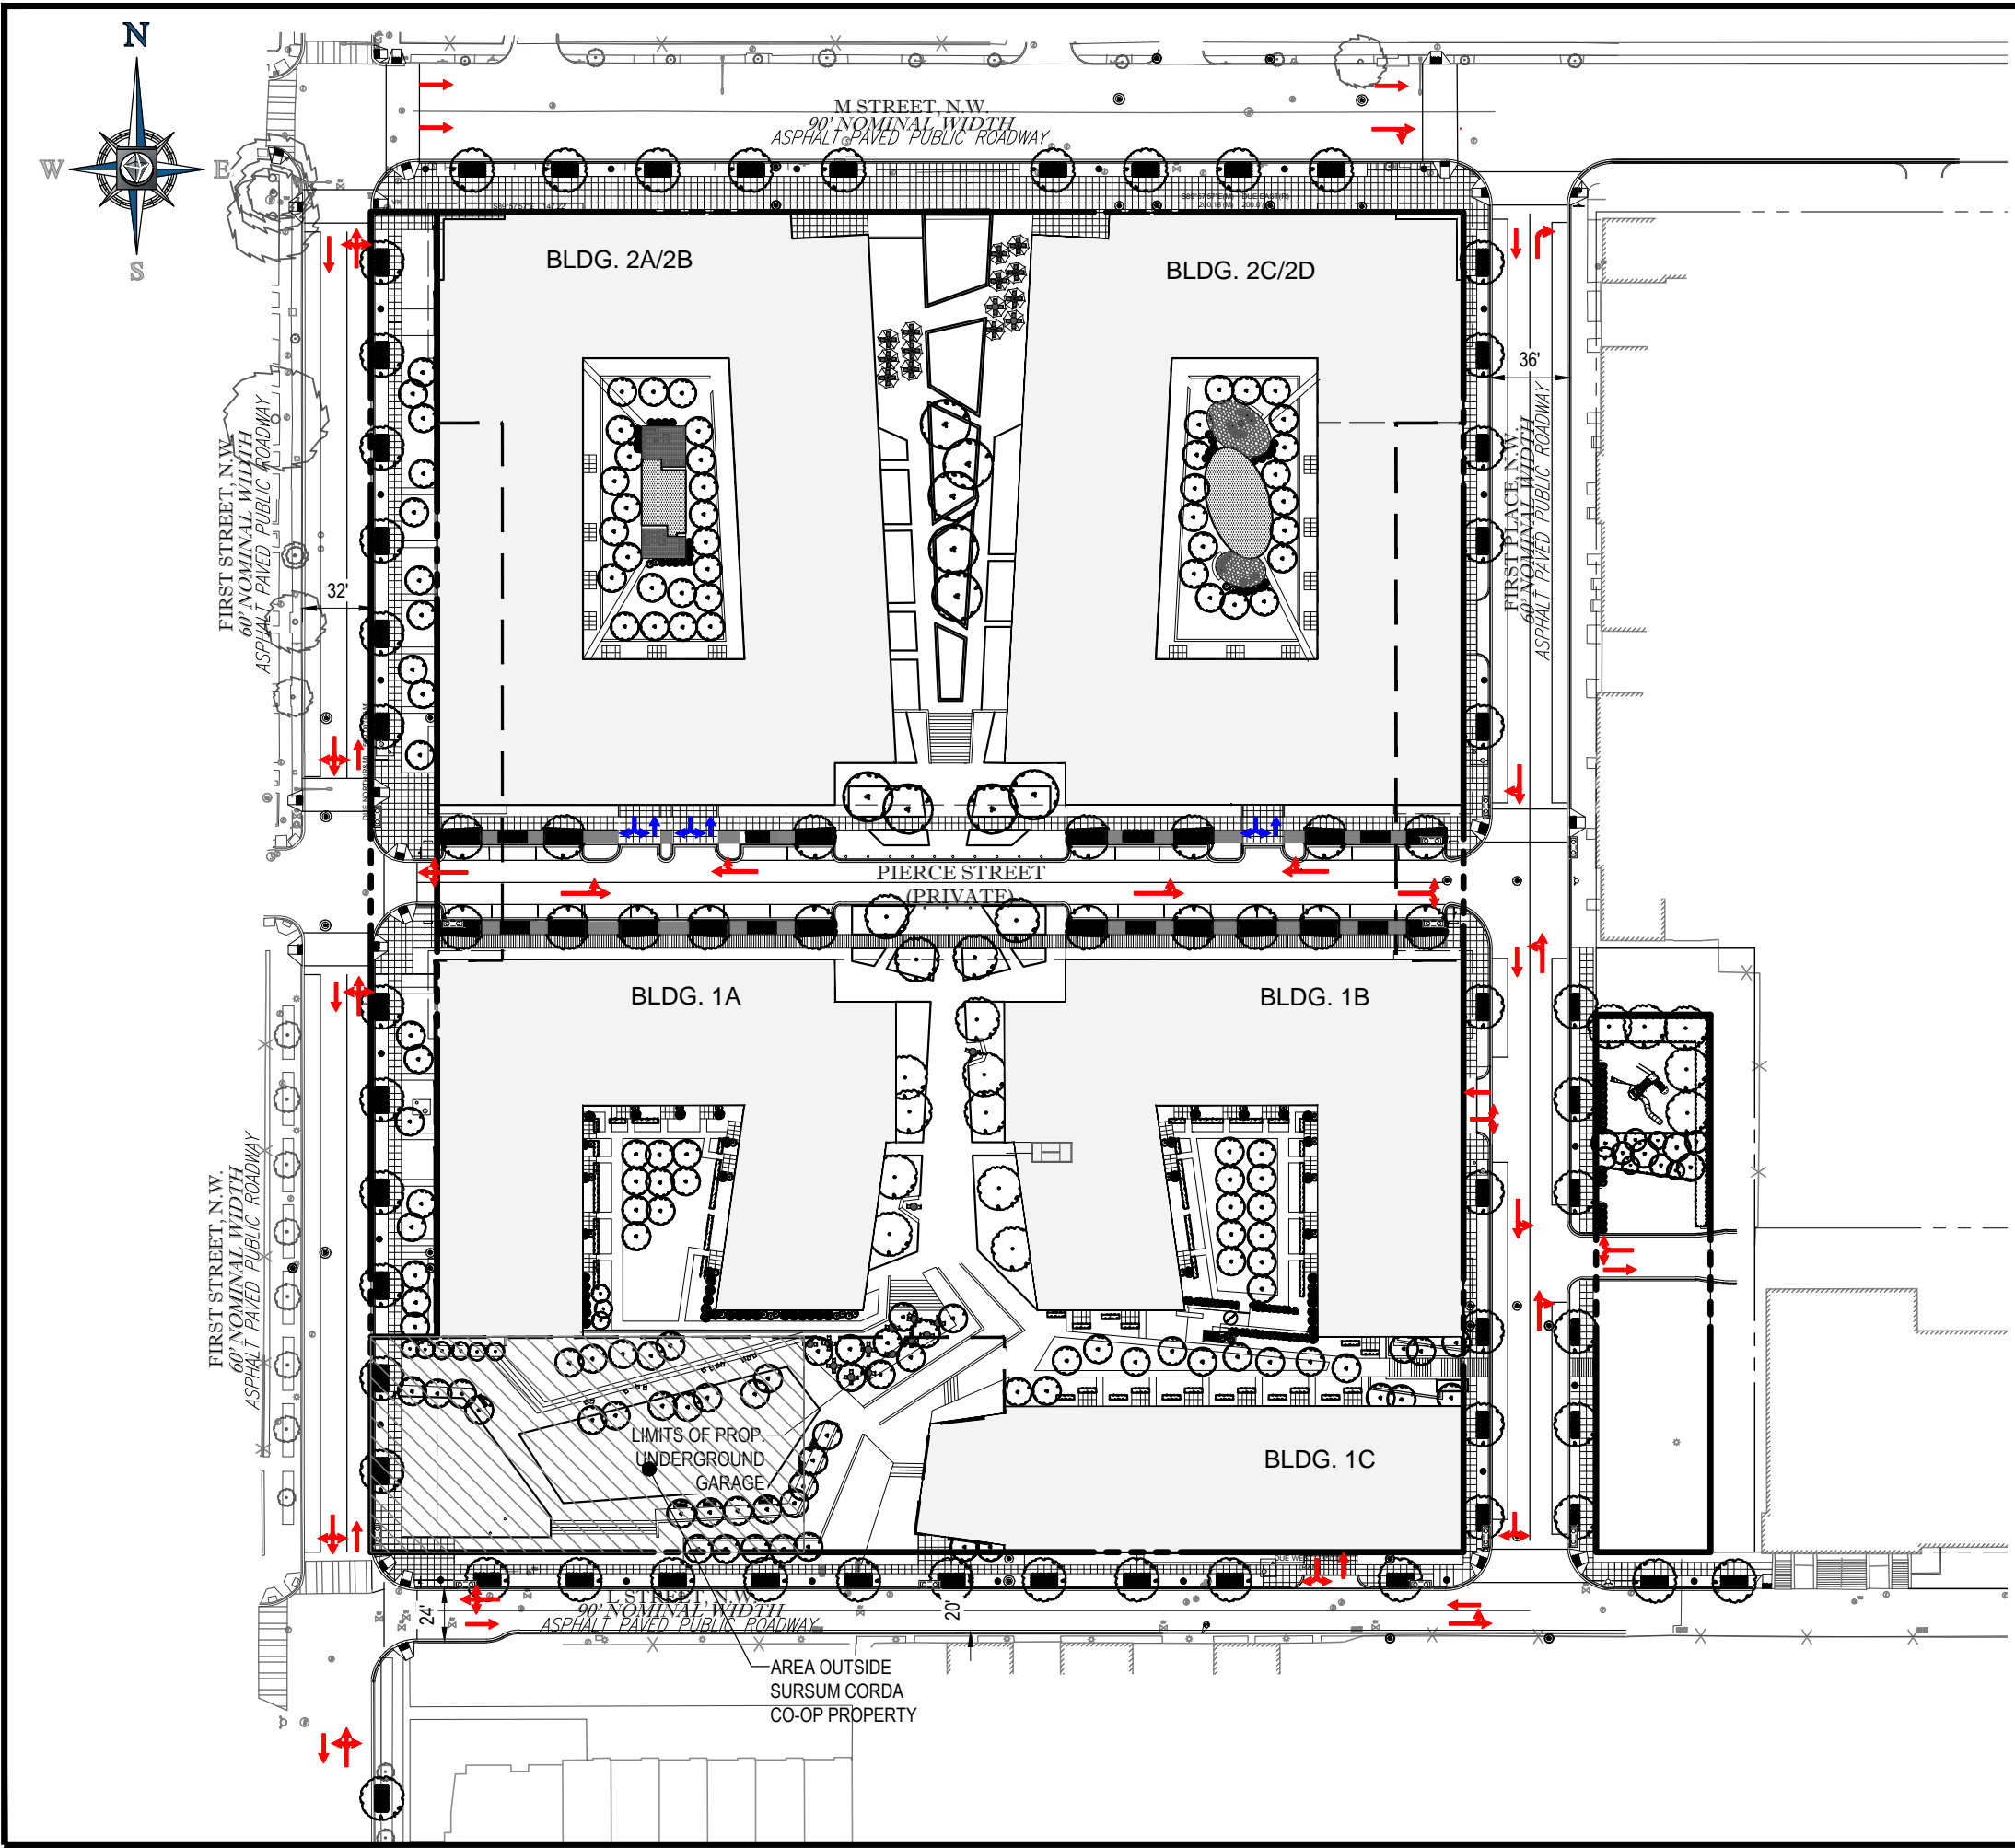 N
W
E
S
M STREET, N.W.
90' NOMINAL WIDTH
ASPHALT PAVED PUBLIC ROADWAY
BLDG. 2A/2B
BLDG. 2C/2D
36'
FIRST STREET, N.W.
60' NOMINAL WIDTH
ASPHALT PAVED PUBLIC ROADWAY
32'
FIRST PLACE, N.W.
60' NOMINAL WIDTH
ASPHALT PAVED PUBLIC ROADWAY
PIERCE STREET
(PRIVATE)
BLDG. 1A
BLDG. 1B
FIRST STREET, N.W.
60' NOMINAL WIDTH
ASPHALT PAVED PUBLIC ROADWAY
LIMITS OF PROP.
UNDERGROUND
GARAGE
BLDG. 1C
L STREET, N.W.
90' NOMINAL WIDTH
ASPHALT PAVED PUBLIC ROADWAY
24'
20'
AREA OUTSIDE
SURSUM CORDA
CO-OP PROPERTY